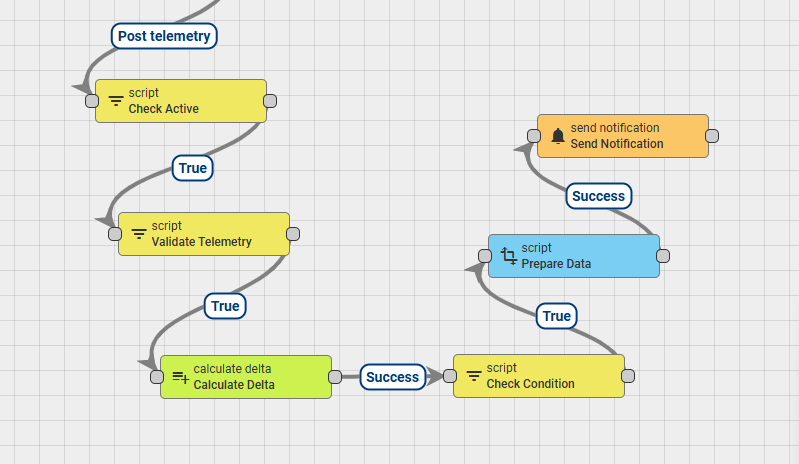 Post telemetry
script
Check Active
True
script
Validate Telemetry
True
calculate delta
Calculate Delta
Success
script
Check Condition
True
script
Prepare Data
Success
send notification
Send Notification